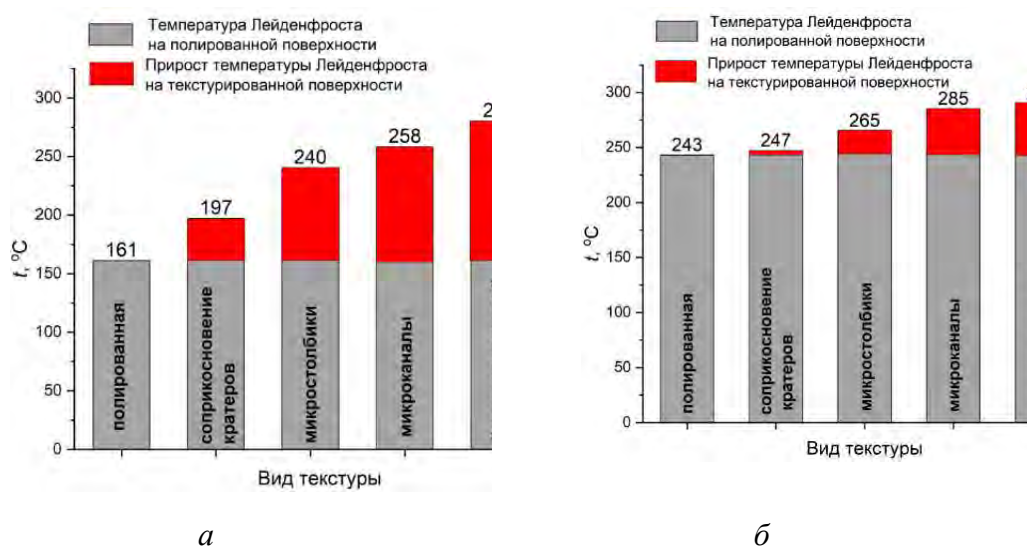 Температура Лейденфроста
на полированной поверхности
Прирост температуры Лейденфроста
на текстурированной поверхности
300
250
200
150
100
50
0
t, °C
161
197
240
258
2
полированная
соприкосновение
кратеров
микростолбики
микроканалы
Вид текстуры
а
Температура Лейденфроста
на полированной поверхности
Прирост температуры Лейденфроста
на текстурированной поверхности
300
250
200
150
100
50
0
t, °C
243
247
265
285
полированная
соприкосновение
кратеров
микростолбики
микроканалы
Вид текстуры
б